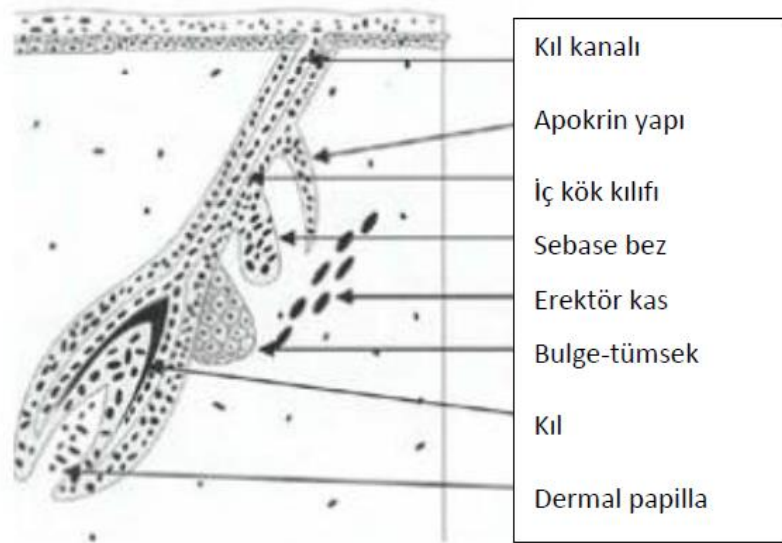 Kıl kanalı
Apokrin yapı
İç kök kılıfı
Sebase bez
Erektör kas
Bulge-tümsek
Kıl
Dermal papilla